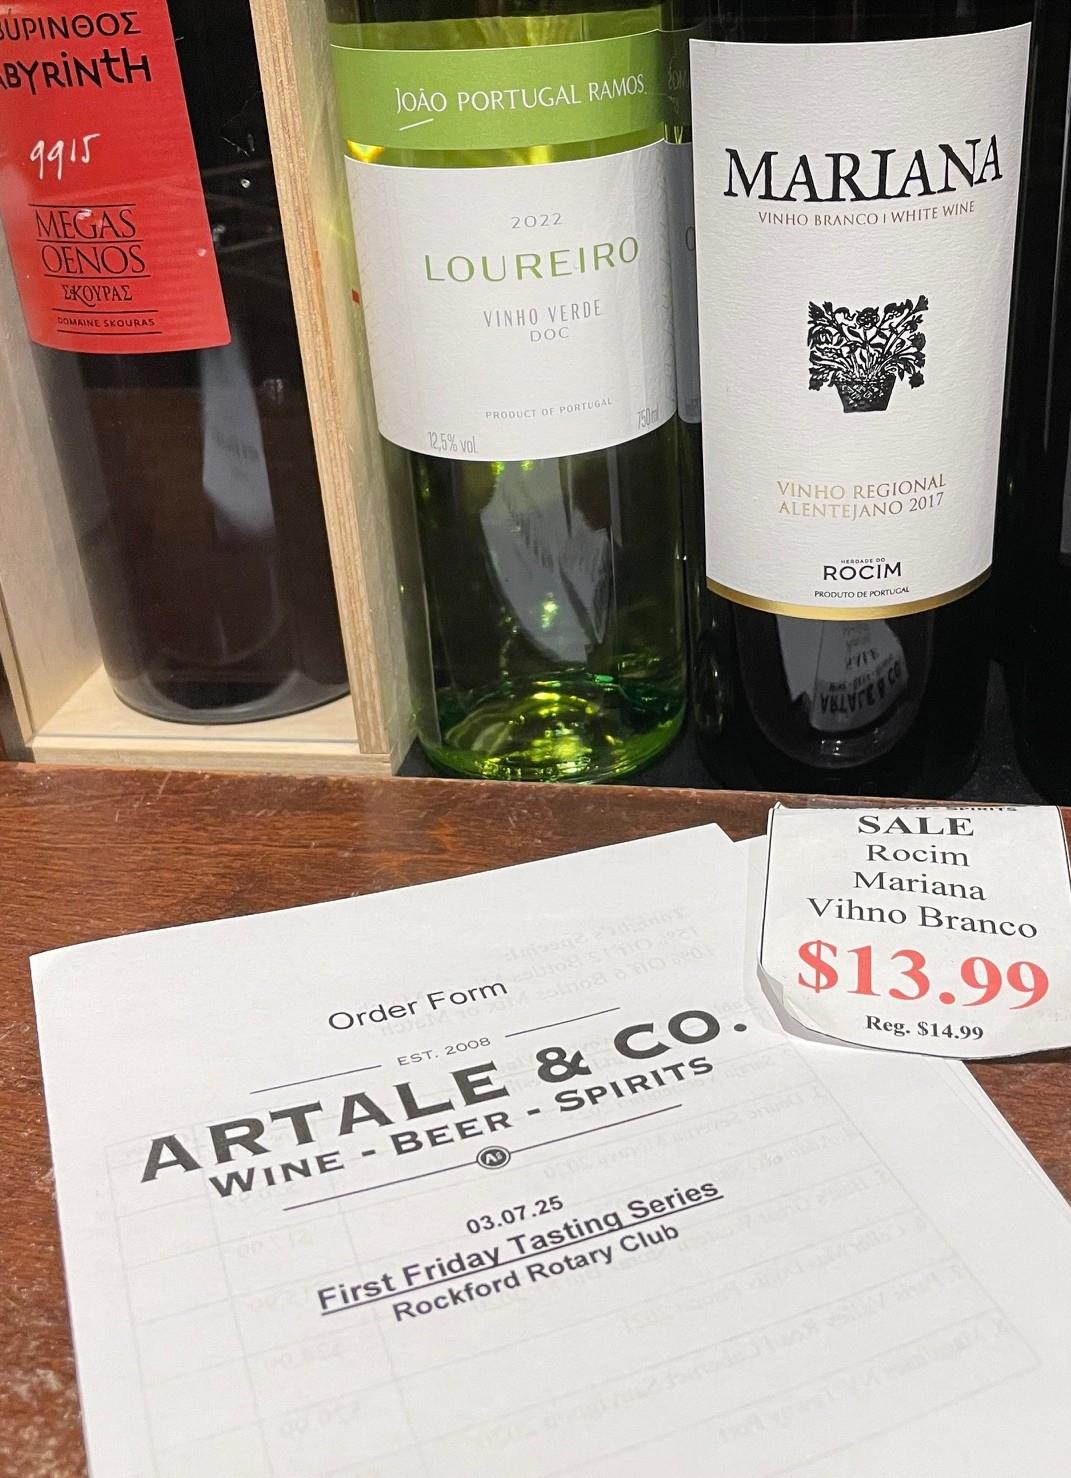 ABYRINTH
9915
MEGAS
OENOS
ΣΚΟΥΡΑΣ
DOMAINE SKOURAS
JOÃO PORTUGAL RAMOS
2022
LOUREIRO
VINHO VERDE
DOC
PRODUCT OF PORTUGAL
12,5% vol
750ml
MARIANA
VINHO BRANCO | WHITE WINE
VINHO REGIONAL
ALENTEJANO 2017
HERDADE DO
ROCIM
PRODUTO DE PORTUGAL
SALE
Rocim
Mariana
Vihno Branco
$13.99
Reg. $14.99
Order Form
EST. 2008
ARTALE & CO.
WINE - BEER - SPIRITS
03.07.25
First Friday Tasting Series
Rockford Rotary Club